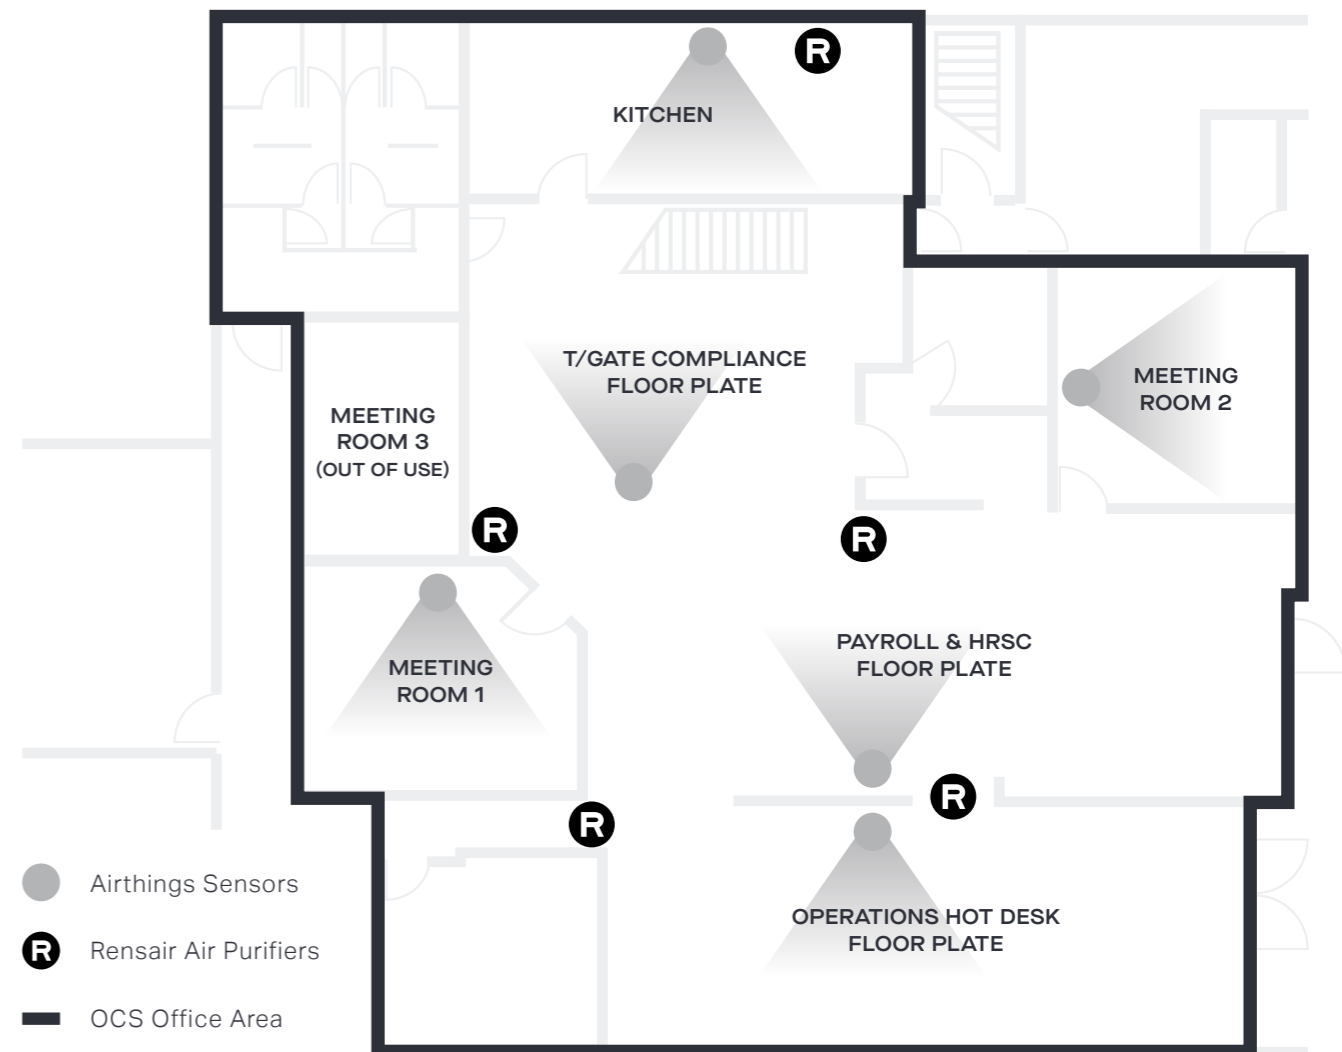 R
KITCHEN
T/GATE COMPLIANCE
FLOOR PLATE
MEETING
ROOM 2
MEETING
ROOM 3
(OUT OF USE)
R
R
MEETING
ROOM 1
PAYROLL & HRSC
FLOOR PLATE
R
R
OPERATIONS HOT DESK
FLOOR PLATE
Airthings Sensors
R Rensair Air Purifiers
OCS Office Area